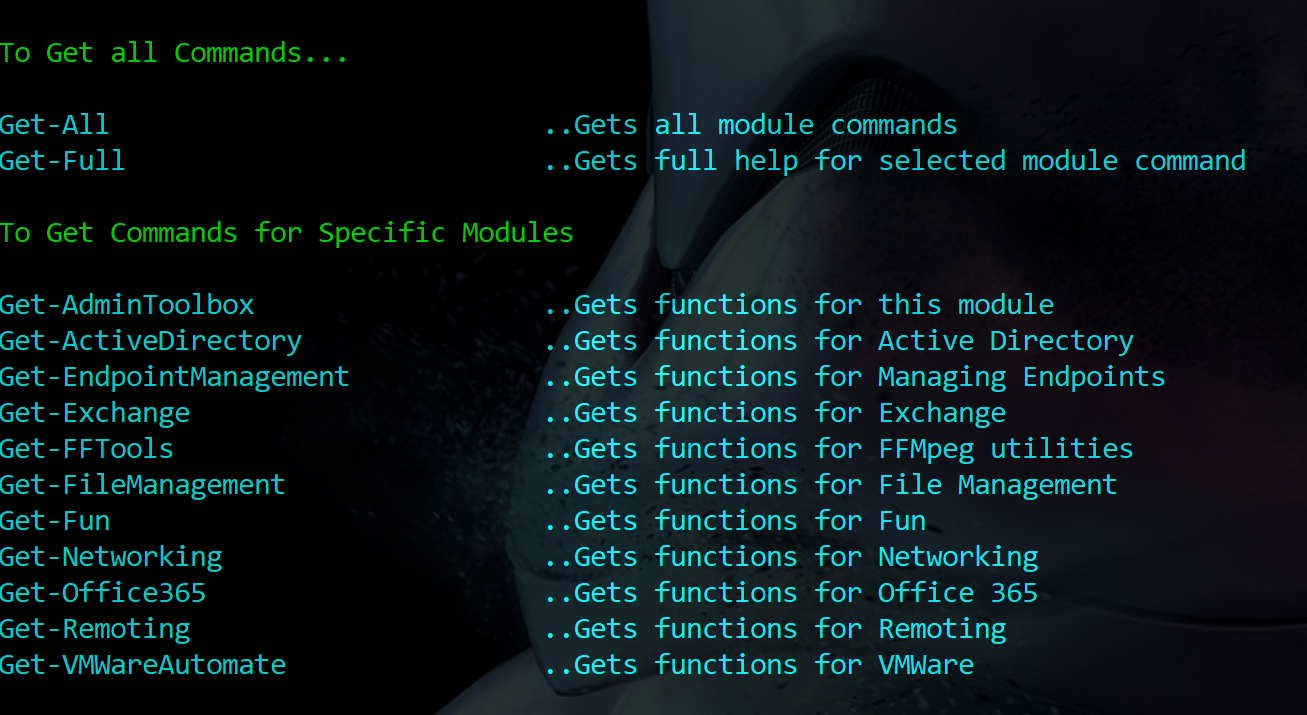 To Get all Commands...
Get-All ..Gets all module commands
Get-Full ..Gets full help for selected module command
To Get Commands for Specific Modules
Get-AdminToolbox ..Gets functions for this module
Get-ActiveDirectory ..Gets functions for Active Directory
Get-EndpointManagement ..Gets functions for Managing Endpoints
Get-Exchange ..Gets functions for Exchange
Get-FFTools ..Gets functions for FFMpeg utilities
Get-FileManagement ..Gets functions for File Management
Get-Fun ..Gets functions for Fun
Get-Networking ..Gets functions for Networking
Get-Office365 ..Gets functions for Office 365
Get-Remoting ..Gets functions for Remoting
Get-VMWareAutomate ..Gets functions for VMWare